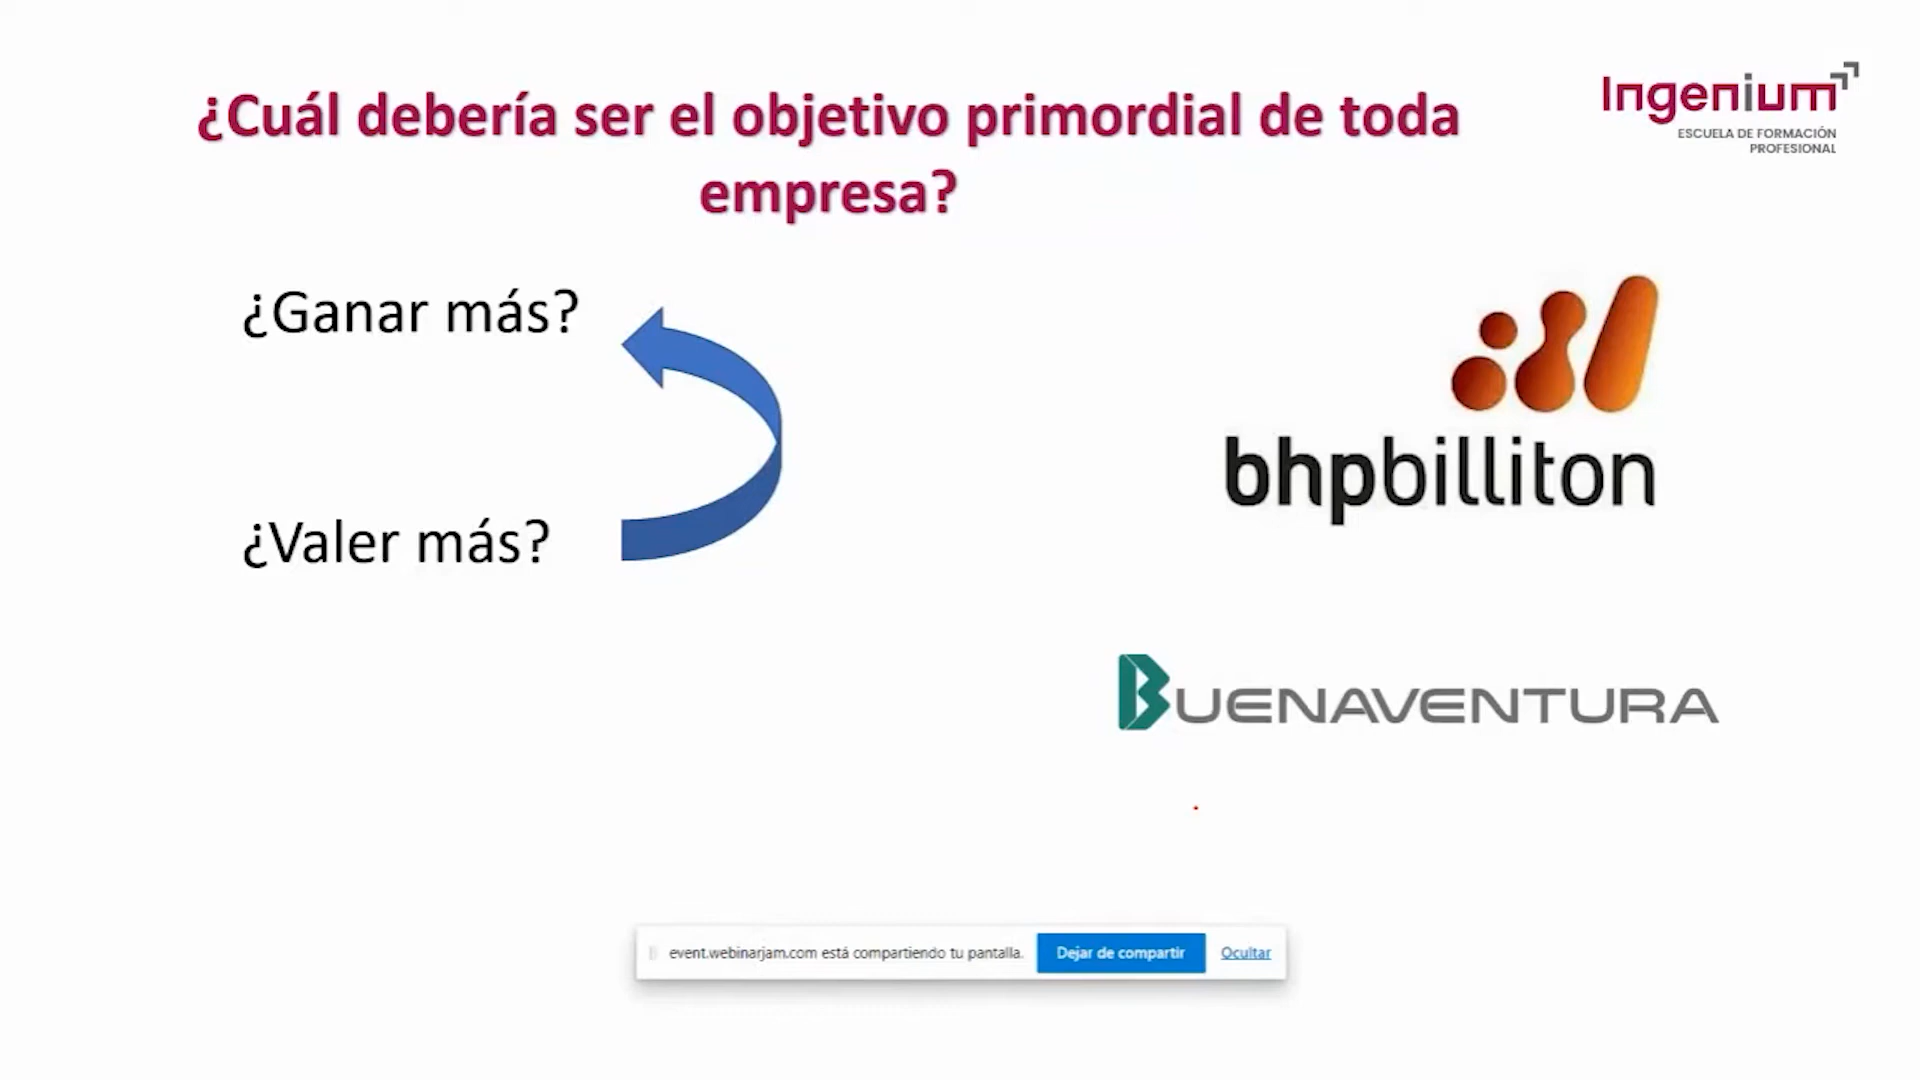 ¿Cuál debería ser el objetivo primordial de toda
empresa?
Ingenium
ESCUELA DE FORMACIÓN
PROFESIONAL
¿Ganar más?
¿Valer más?
bhpbilliton
BUENAVENTURA
event.webinarjam.com está compartiendo tu pantalla.
Dejar de compartir
Ocultar